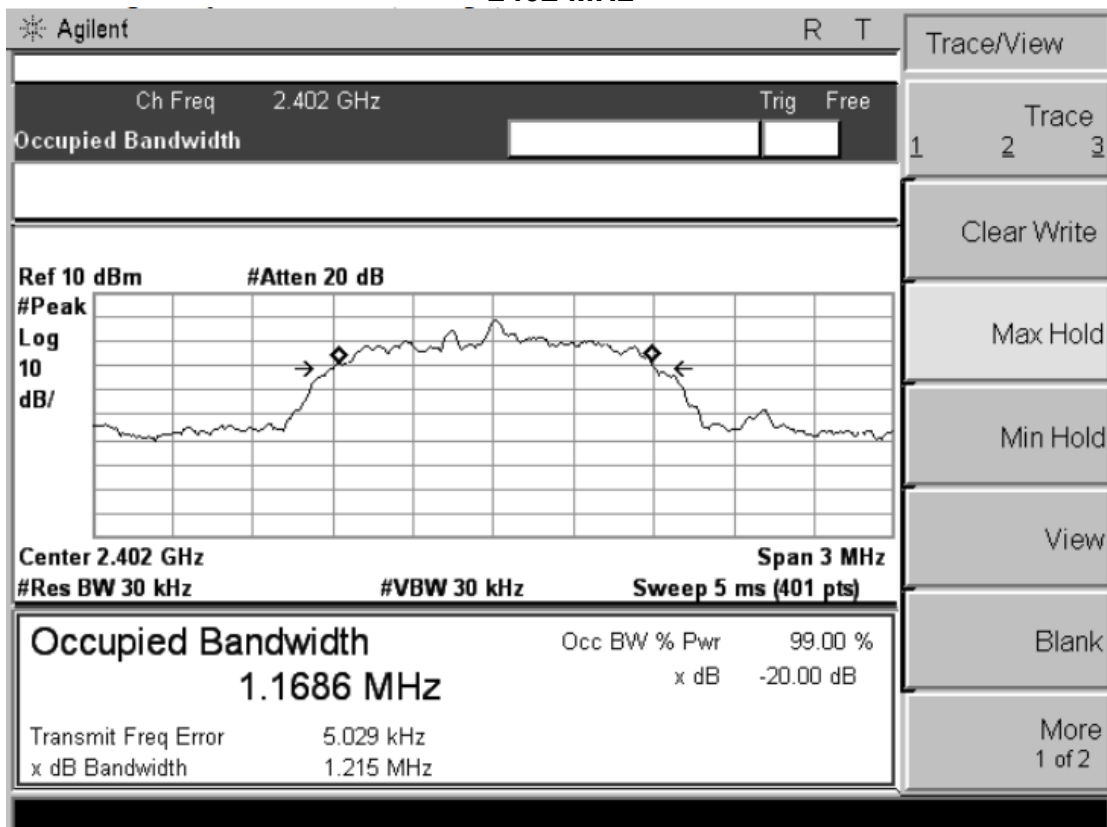 2402 MHz
Agilent R T
Ch Freq 2.402 GHz Trig Free
Occupied Bandwidth
Ref 10 dBm #Atten 20 dB
#Peak
Log
10
dB/
Center 2.402 GHz Span 3 MHz
#Res BW 30 kHz #VBW 30 kHz Sweep 5 ms (401 pts)
Occupied Bandwidth Occ BW % Pwr 99.00 %
1.1686 MHz x dB -20.00 dB
Transmit Freq Error 5.029 kHz
x dB Bandwidth 1.215 MHz
Trace/View
Trace
1 2 3
Clear Write
Max Hold
Min Hold
View
Blank
More
1 of 2